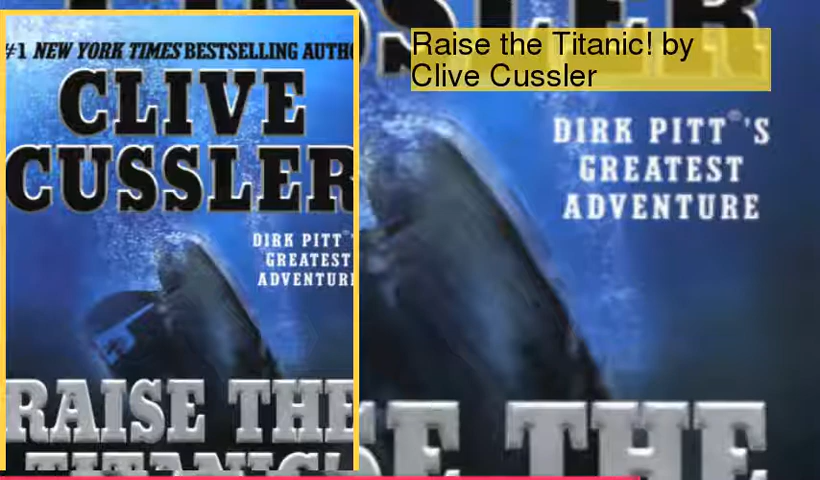 #1 NEW YORK TIMES BESTSELLING AUTHO
CLIVE
CUSSLER
DIRK PITT®'
GREATEST
ADVENTURE
RAISE THE
TITANIC!
Raise the Titanic! by
Clive Cussler
DIRK PITT®'S
GREATEST
ADVENTURE
THE